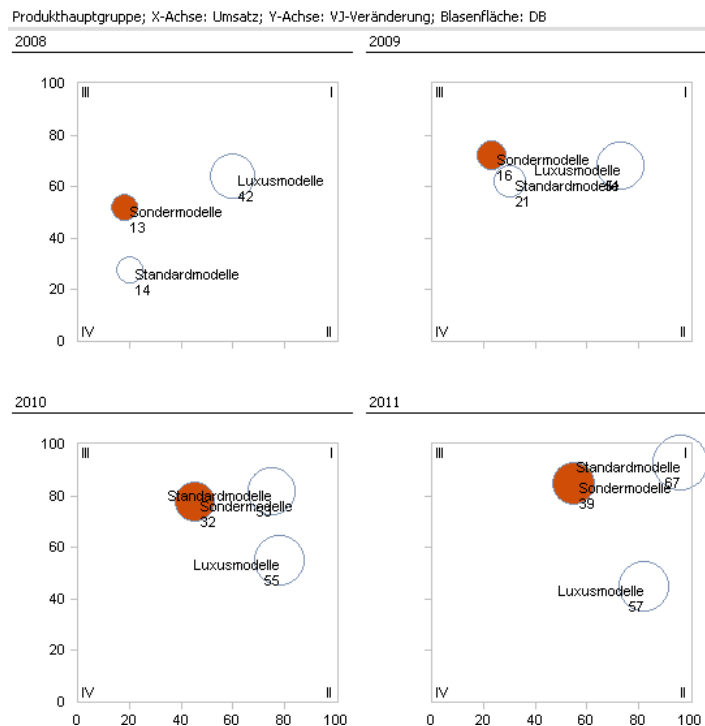 Produkthauptgruppe; X-Achse: Umsatz; Y-Achse: VJ-Veränderung; Blasenfläche: DB
2008
2009
100
80
60
40
20
0
III
I
IV
II
Luxusmodelle
42
Sondermodelle
13
Standardmodelle
14
III
I
IV
II
Sondermodelle
16
Luxusmodelle
51
Standardmodelle
21
2010
2011
100
80
60
40
20
0
III
I
IV
II
Standardmodelle
53
Sondermodelle
32
Luxusmodelle
55
0 20 40 60 80 100
III
I
IV
II
Standardmodelle
67
Sondermodelle
39
Luxusmodelle
57
0 20 40 60 80 100